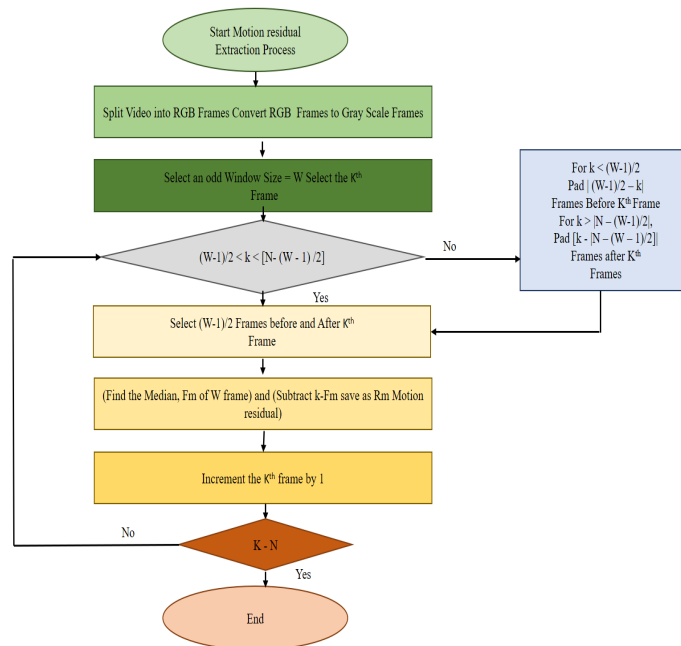 Start Motion residual
Extraction Process
Split Video into RGB Frames Convert RGB Frames to Gray Scale Frames
Select an odd Window Size = W Select the Kth
Frame
(W-1)/2 < k < [N- (W - 1) /2]
No
For k < (W-1)/2
Pad | (W-1)/2 – k|
Frames Before Kth Frame
For k > |N – (W-1)/2|,
Pad [k - |N – (W – 1)/2]|
Frames after Kth
Frames
Yes
Select (W-1)/2 Frames before and After Kth
Frame
(Find the Median, Fm of W frame) and (Subtract k-Fm save as Rm Motion
residual)
Increment the Kth frame by 1
No
K - N
Yes
End